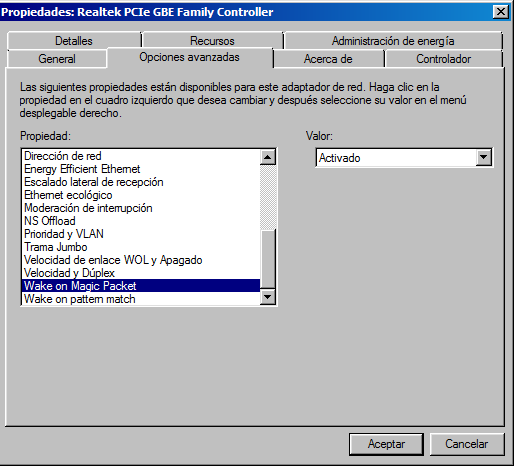 Propiedades: Realtek PCIe GBE Family Controller
Detalles
Recursos
Administración de energía
General
Opciones avanzadas
Acerca de
Controlador
Las siguientes propiedades están disponibles para este adaptador de red. Haga clic en la
propiedad en el cuadro izquierdo que desea cambiar y después seleccione su valor en el menú
desplegable derecho.
Propiedad:
Valor:
Dirección de red
Energy Efficient Ethernet
Escalado lateral de recepción
Ethernet ecológico
Moderación de interrupción
NS Offload
Prioridad y VLAN
Trama Jumbo
Velocidad de enlace WOL y Apagado
Velocidad y Dúplex
Wake on Magic Packet
Wake on pattern match
Activado
Aceptar
Cancelar